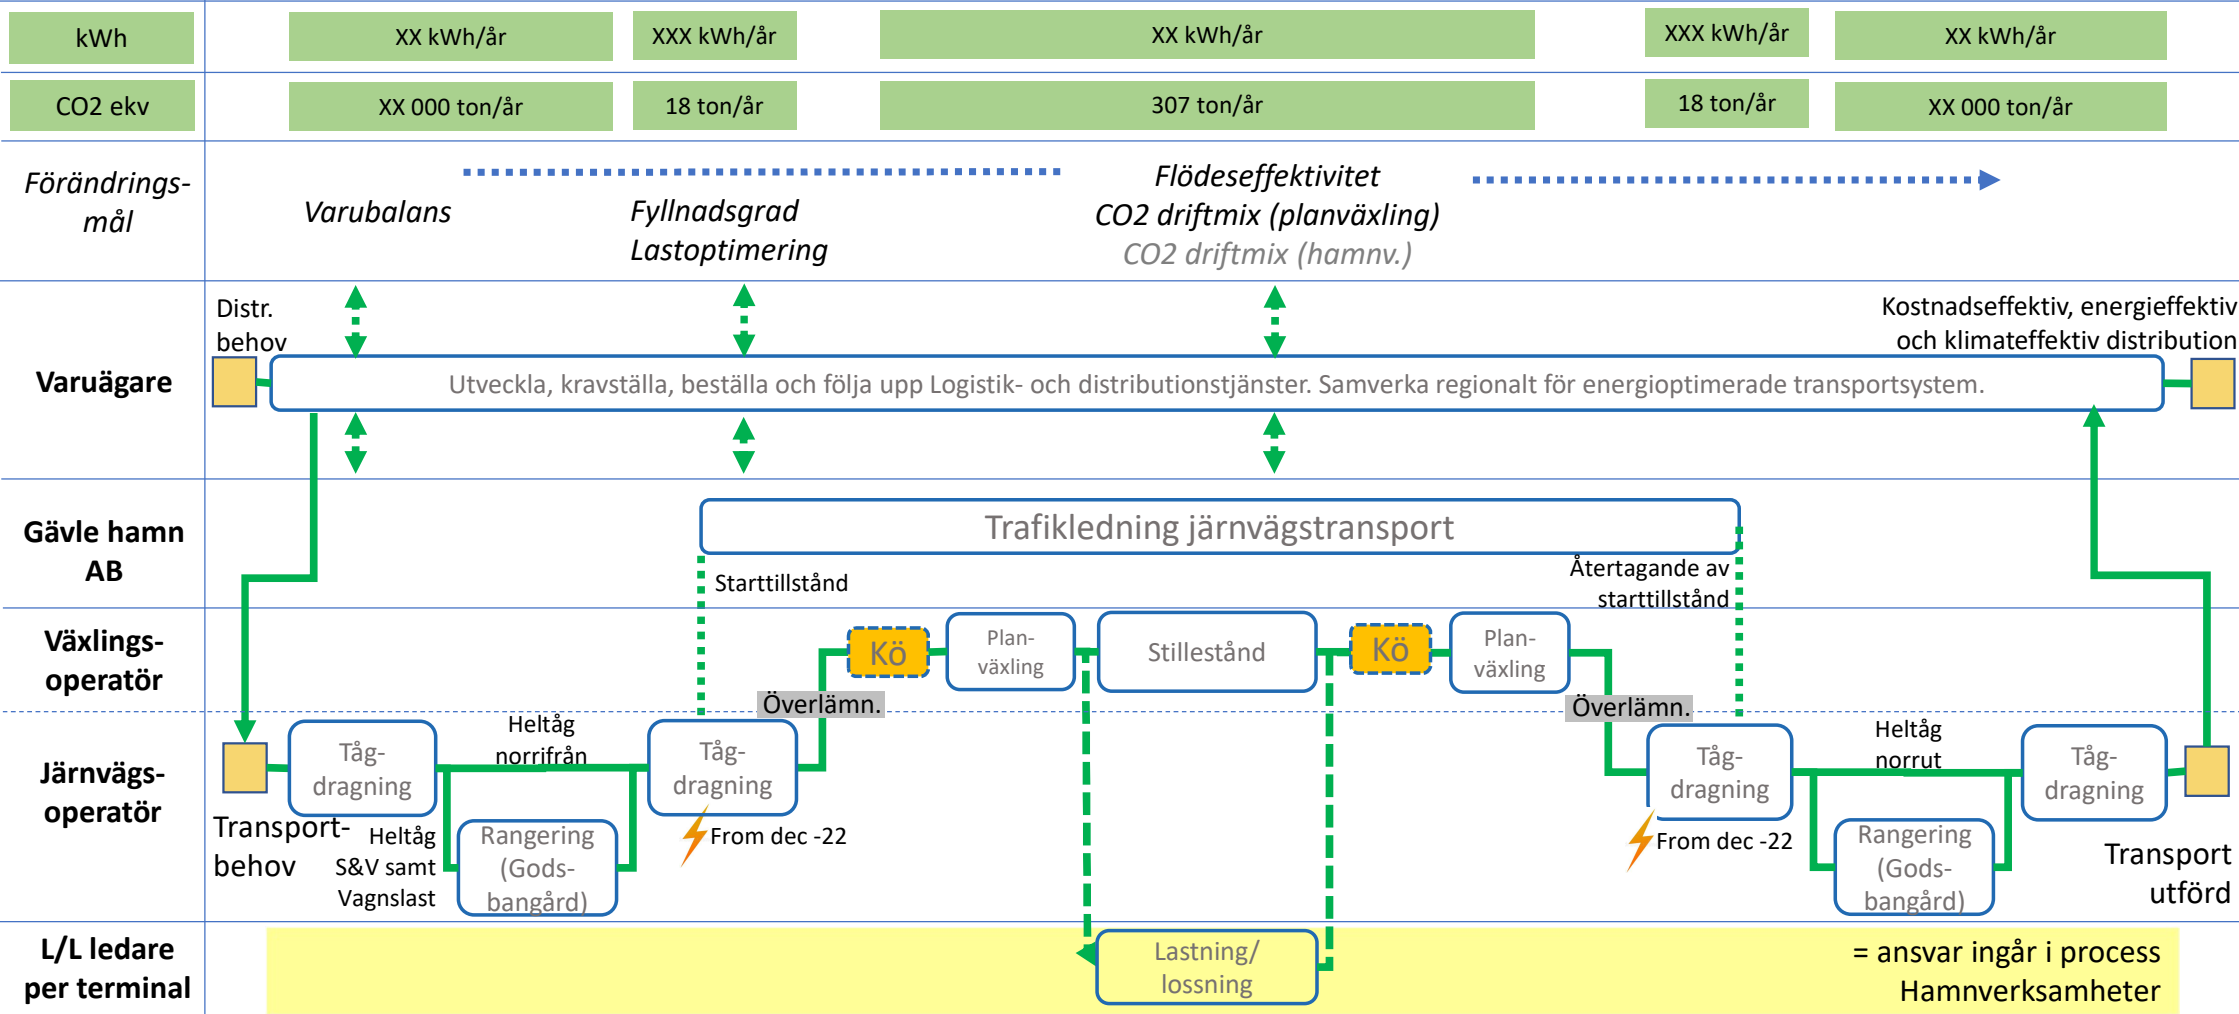 kWh
XX kWh/år
XXX kWh/år
XX kWh/år
XXX kWh/år
XX kWh/år
CO2 ekv
XX 000 ton/år
18 ton/år
307 ton/år
18 ton/år
XX 000 ton/år
Förändrings-
mål
Varubalans
Fyllnadsgrad
Lastoptimering
Flödeseffektivitet
CO2 driftmix (planväxling)
CO2 driftmix (hamnv.)
Varuägare
Distr.
behov
Utveckla, kravställa, beställa och följa upp Logistik- och distributionstjänster. Samverka regionalt för energioptimerade transportsystem.
Kostnadseffektiv, energieffektiv
och klimateffektiv distribution
Gävle hamn
AB
Trafikledning järnvägstransport
Starttillstånd
Återtagande av
starttillstånd
Växlings-
operatör
Kö
Plan-
växling
Stillestånd
Kö
Plan-
växling
Överlämn.
Överlämn.
Järnvägs-
operatör
Transport-
behov
Tåg-
dragning
Heltåg
norrifrån
Heltåg
S&V samt
Vagnslast
Rangering
(Gods-
bangård)
Tåg-
dragning
From dec -22
Tåg-
dragning
From dec -22
Heltåg
norrut
Rangering
(Gods-
bangård)
Tåg-
dragning
Transport
utförd
L/L ledare
per terminal
Lastning/
lossning
= ansvar ingår i process
Hamnverksamheter